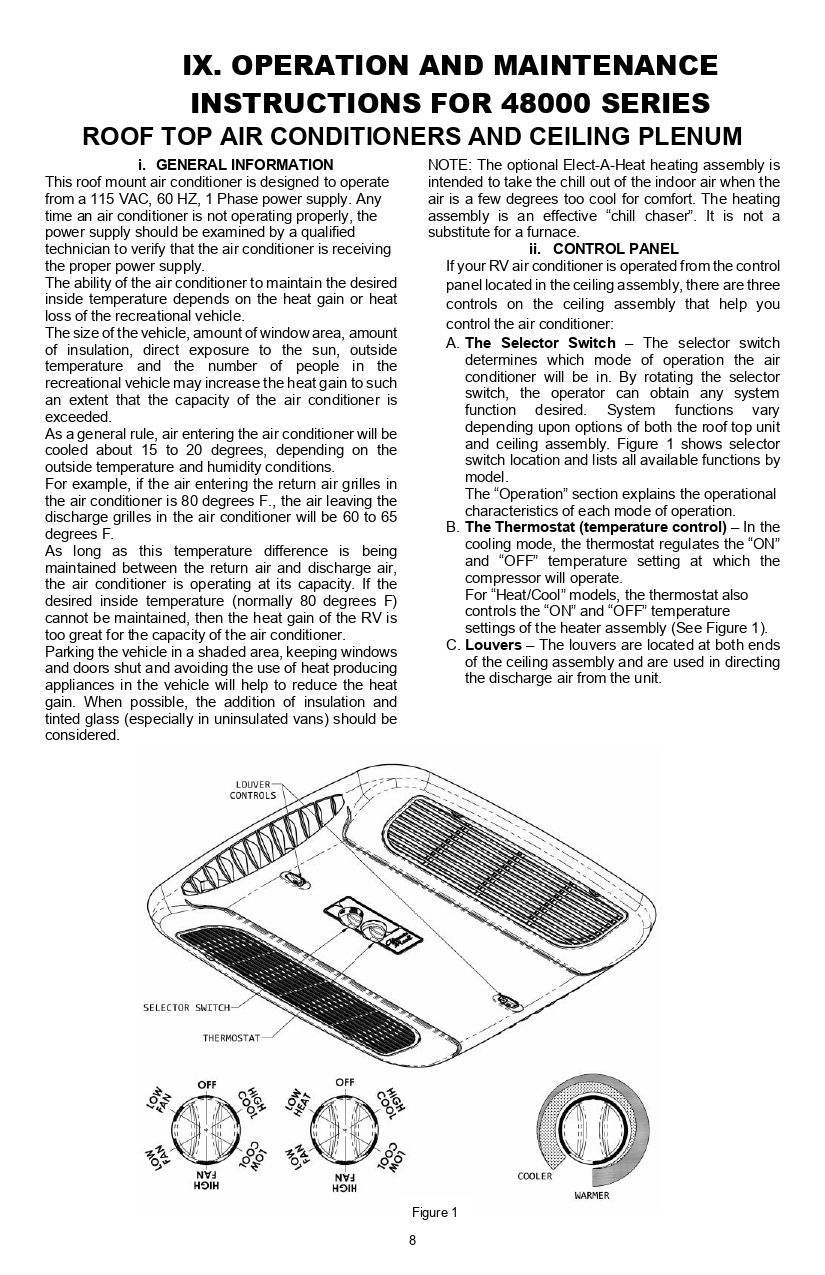 IX. OPERATION AND MAINTENANCE
INSTRUCTIONS FOR 48000 SERIES
ROOF TOP AIR CONDITIONERS AND CEILING PLENUM
i. GENERAL INFORMATION
This roof mount air conditioner is designed to operate
from a 115 VAC, 60 HZ, 1 Phase power supply. Any
time an air conditioner is not operating properly, the
power supply should be examined by a qualified
technician to verify that the air conditioner is receiving
the proper power supply.
The ability of the air conditioner to maintain the desired
inside temperature depends on the heat gain or heat
loss of the recreational vehicle.
The size of the vehicle, amount of window area, amount
of insulation, direct exposure to the sun, outside
temperature and the number of people in the
recreational vehicle may increase the heat gain to such
an extent that the capacity of the air conditioner is
exceeded.
As a general rule, air entering the air conditioner will be
cooled about 15 to 20 degrees, depending on the
outside temperature and humidity conditions.
For example, if the air entering the return air grilles in
the air conditioner is 80 degrees F., the air leaving the
discharge grilles in the air conditioner will be 60 to 65
degrees F.
As long as this temperature difference is being
maintained between the return air and discharge air,
the air conditioner is operating at its capacity. If the
desired inside temperature (normally 80 degrees F)
cannot be maintained, then the heat gain of the RV is
too great for the capacity of the air conditioner.
Parking the vehicle in a shaded area, keeping windows
and doors shut and avoiding the use of heat producing
appliances in the vehicle will help to reduce the heat
gain. When possible, the addition of insulation and
tinted glass (especially in uninsulated vans) should be
considered.
NOTE: The optional Elect-A-Heat heating assembly is
intended to take the chill out of the indoor air when the
air is a few degrees too cool for comfort. The heating
assembly is an effective “chill chaser”. It is not a
substitute for a furnace.
ii. CONTROL PANEL
If your RV air conditioner is operated from the control
panel located in the ceiling assembly, there are three
controls on the ceiling assembly that help you
control the air conditioner:
A. The Selector Switch – The selector switch
determines which mode of operation the air
conditioner will be in. By rotating the selector
switch, the operator can obtain any system
function desired. System functions vary
depending upon options of both the roof top unit
and ceiling assembly. Figure 1 shows selector
switch location and lists all available functions by
model.
The “Operation” section explains the operational
characteristics of each mode of operation.
B. The Thermostat (temperature control) – In the
cooling mode, the thermostat regulates the “ON”
and “OFF” temperature setting at which the
compressor will operate.
For “Heat/Cool” models, the thermostat also
controls the “ON” and “OFF” temperature
settings of the heater assembly (See Figure 1).
C. Louvers – The louvers are located at both ends
of the ceiling assembly and are used in directing
the discharge air from the unit.
LOUVER
CONTROLS
SELECTOR SWITCH
THERMOSTAT
OFF
HIGH
COOL
LOW
COOL
HIGH
FAN
LOW
FAN
LOW
FAN
OFF
HIGH
COOL
LOW
COOL
HIGH
FAN
LOW
FAN
LOW
HEAT
COOLER
WARMER
Figure 1
8